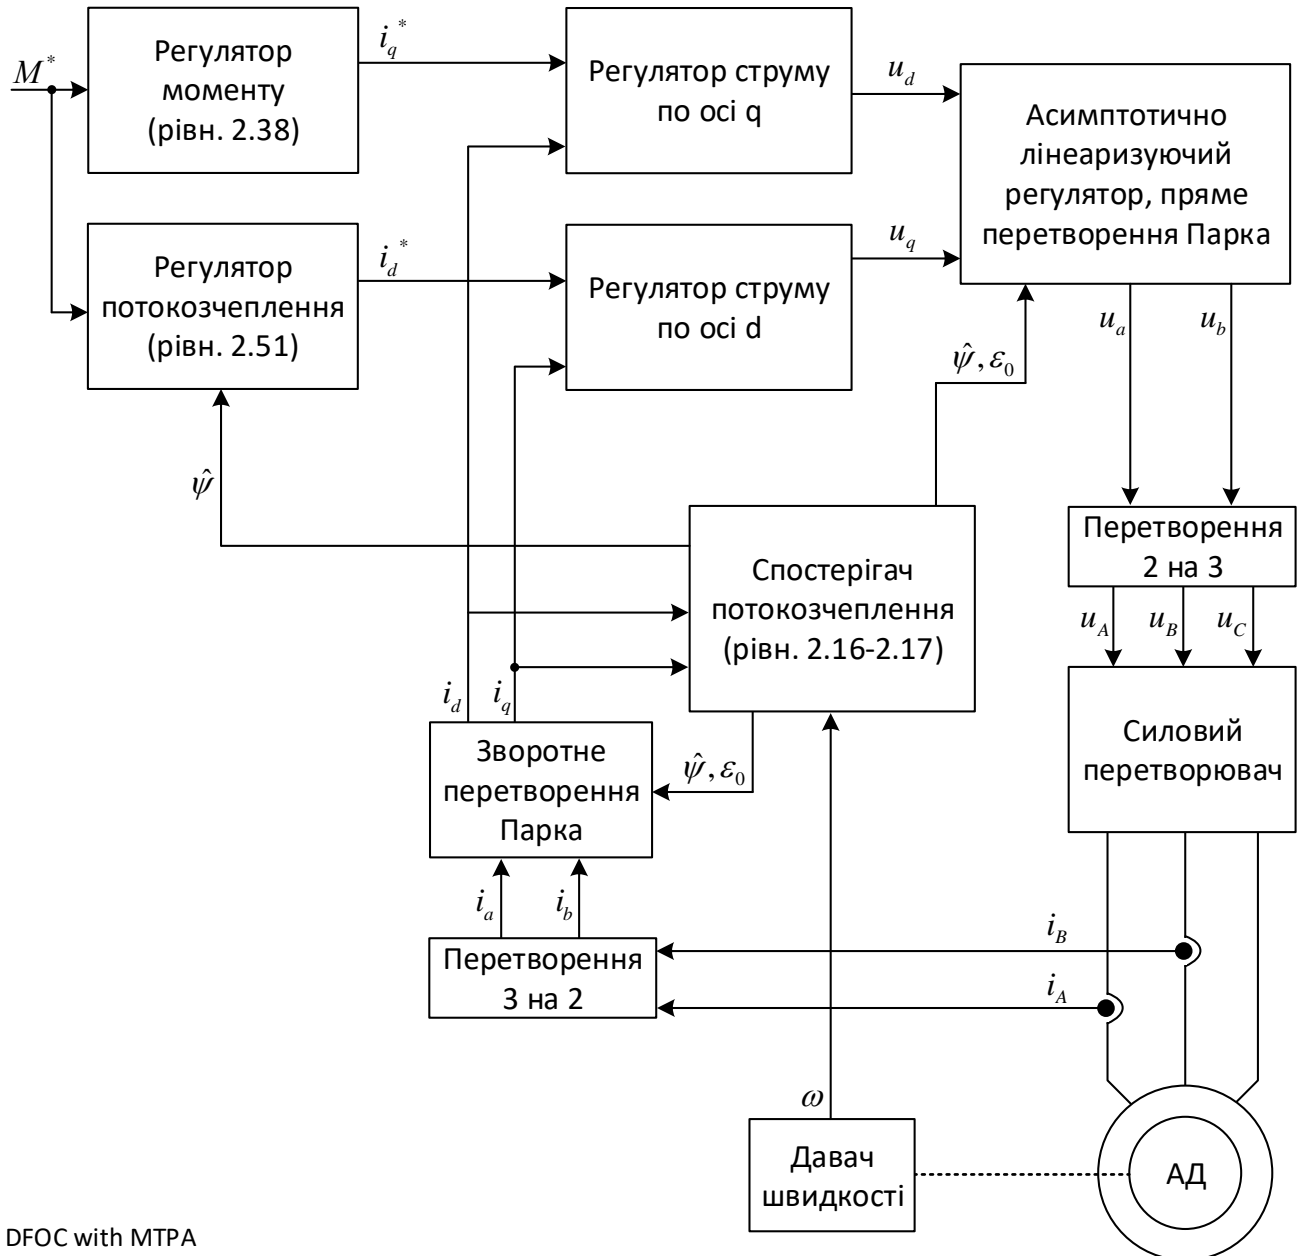 M*
Регулятор
моменту
(рівн. 2.38)
i_q*
Регулятор струму
по осі q
u_d
Асимптотично
лінеаризуючий
регулятор, пряме
перетворення Парка
Регулятор
потокозчеплення
(рівн. 2.51)
i_d*
Регулятор струму
по осі d
u_q
ψ̂, ε₀
u_a
u_b
ψ̂
Спостерігач
потокозчеплення
(рівн. 2.16-2.17)
Перетворення
2 на 3
u_A
u_B
u_C
i_d
i_q
Зворотне
перетворення
Парка
ψ̂, ε₀
Силовий
перетворювач
i_a
i_b
Перетворення
3 на 2
i_B
i_A
ω
Давач
швидкості
АД
DFOC with MTPA